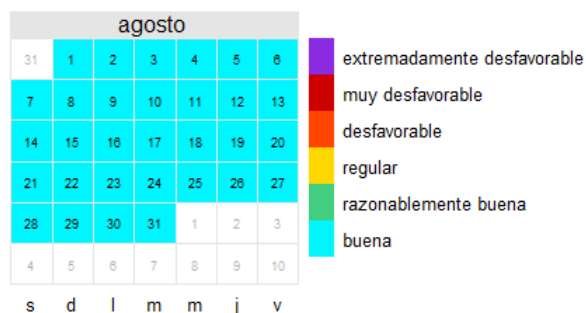 agosto
31 1 2 3 4 5 6
7 8 9 10 11 12 13
14 15 16 17 18 19 20
21 22 23 24 25 26 27
28 29 30 31 1 2 3
4 5 6 7 8 9 10
s d l m m j v
extremadamente desfavorable
muy desfavorable
desfavorable
regular
razonablemente buena
buena